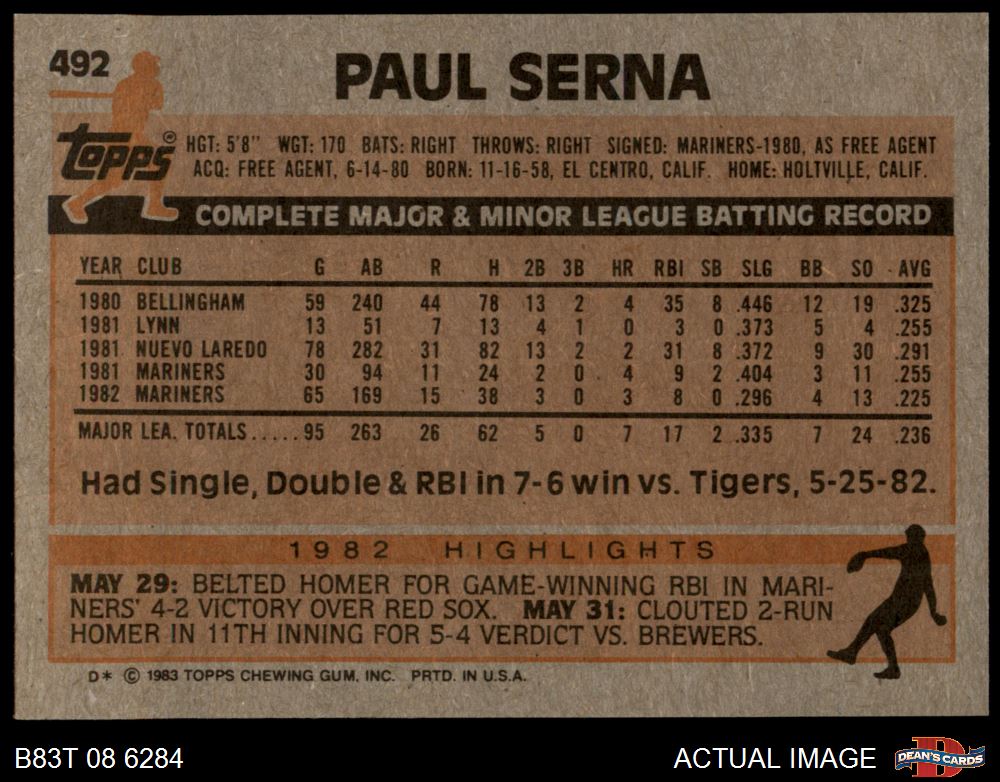 492
PAUL SERNA
topps®
HGT: 5'8" WGT: 170 BATS: RIGHT THROWS: RIGHT SIGNED: MARINERS-1980, AS FREE AGENT
ACQ: FREE AGENT, 6-14-80 BORN: 11-16-58, EL CENTRO, CALIF. HOME: HOLTVILLE, CALIF.
COMPLETE MAJOR & MINOR LEAGUE BATTING RECORD
YEAR CLUB G AB R H 2B 3B HR RBI SB SLG BB SO AVG
1980 BELLINGHAM 59 240 44 78 13 2 4 35 8 .446 12 19 .325
1981 LYNN 13 51 7 13 4 1 0 3 0 .373 5 4 .255
1981 NUEVO LAREDO 78 282 31 82 13 2 2 31 8 .372 9 30 .291
1981 MARINERS 30 94 11 24 2 0 4 9 2 .404 3 11 .255
1982 MARINERS 65 169 15 38 3 0 3 8 0 .296 4 13 .225
MAJOR LEA. TOTALS..... 95 263 26 62 5 0 7 17 2 .335 7 24 .236
Had Single, Double & RBI in 7-6 win vs. Tigers, 5-25-82.
1982 HIGHLIGHTS
MAY 29: BELTED HOMER FOR GAME-WINNING RBI IN MARI-
NERS' 4-2 VICTORY OVER RED SOX. MAY 31: CLOUTED 2-RUN
HOMER IN 11TH INNING FOR 5-4 VERDICT VS. BREWERS.
D* © 1983 TOPPS CHEWING GUM, INC. PRTD. IN U.S.A.
B83T 08 6284
ACTUAL IMAGE
D
DEAN'S CARDS